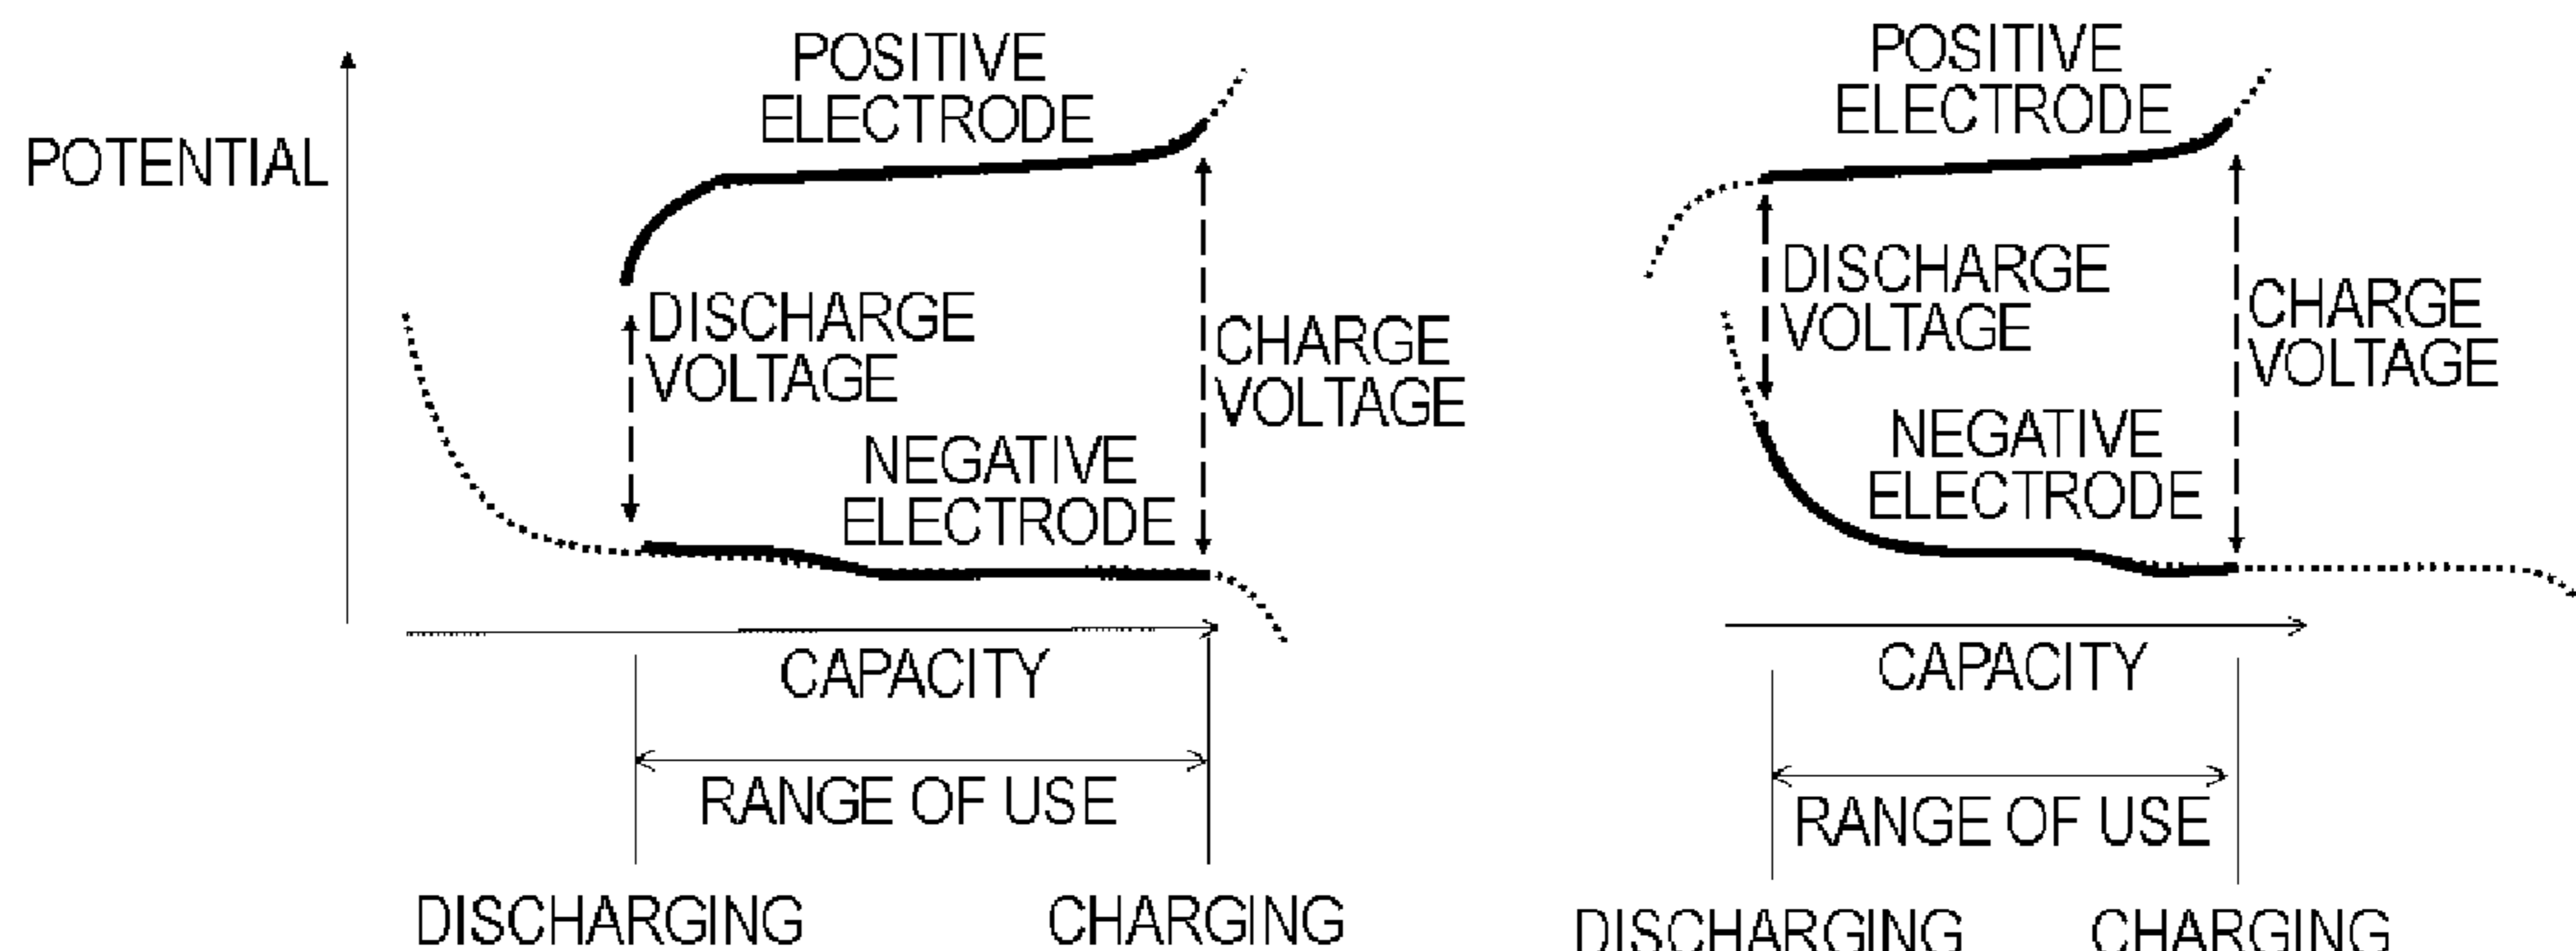 POSITIVE
ELECTRODE
POTENTIAL
DISCHARGE
VOLTAGE
CHARGE
VOLTAGE
NEGATIVE
ELECTRODE
CAPACITY
RANGE OF USE
DISCHARGING
CHARGING
POSITIVE
ELECTRODE
DISCHARGE
VOLTAGE
CHARGE
VOLTAGE
NEGATIVE
ELECTRODE
CAPACITY
RANGE OF USE
DISCHARGING
CHARGING